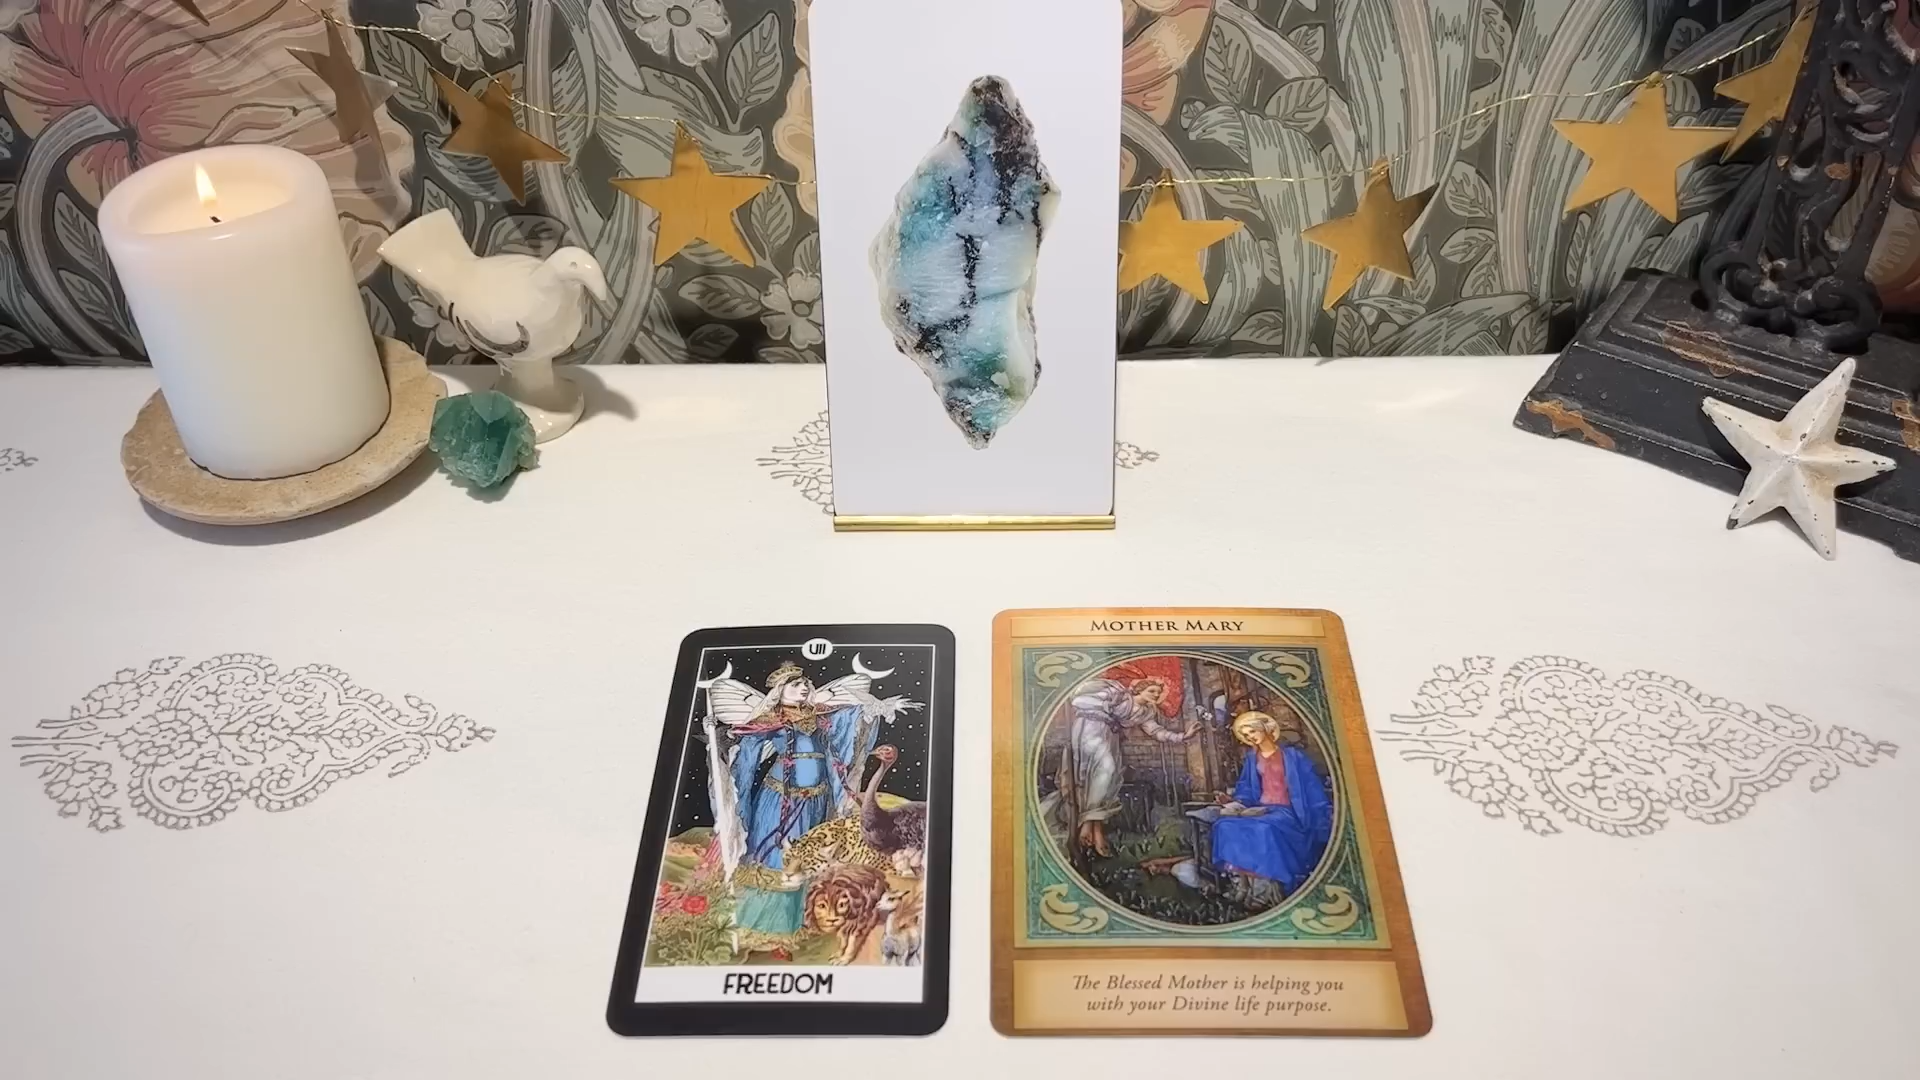 VII
FREEDOM
MOTHER MARY
The Blessed Mother is helping you
with your Divine life purpose.